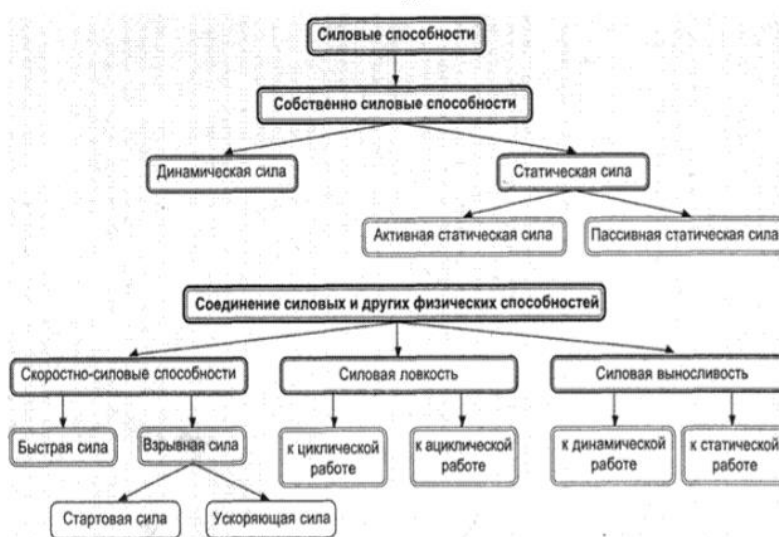 Силовые способности
Собственно силовые способности
Динамическая сила
Статическая сила
Активная статическая сила
Пассивная статическая сила
Соединение силовых и других физических способностей
Скоростно-силовые способности
Силовая ловкость
Силовая выносливость
Быстрая сила
Взрывная сила
к циклической
работе
к ациклической
работе
к динамической
работе
к статической
работе
Стартовая сила
Ускоряющая сила